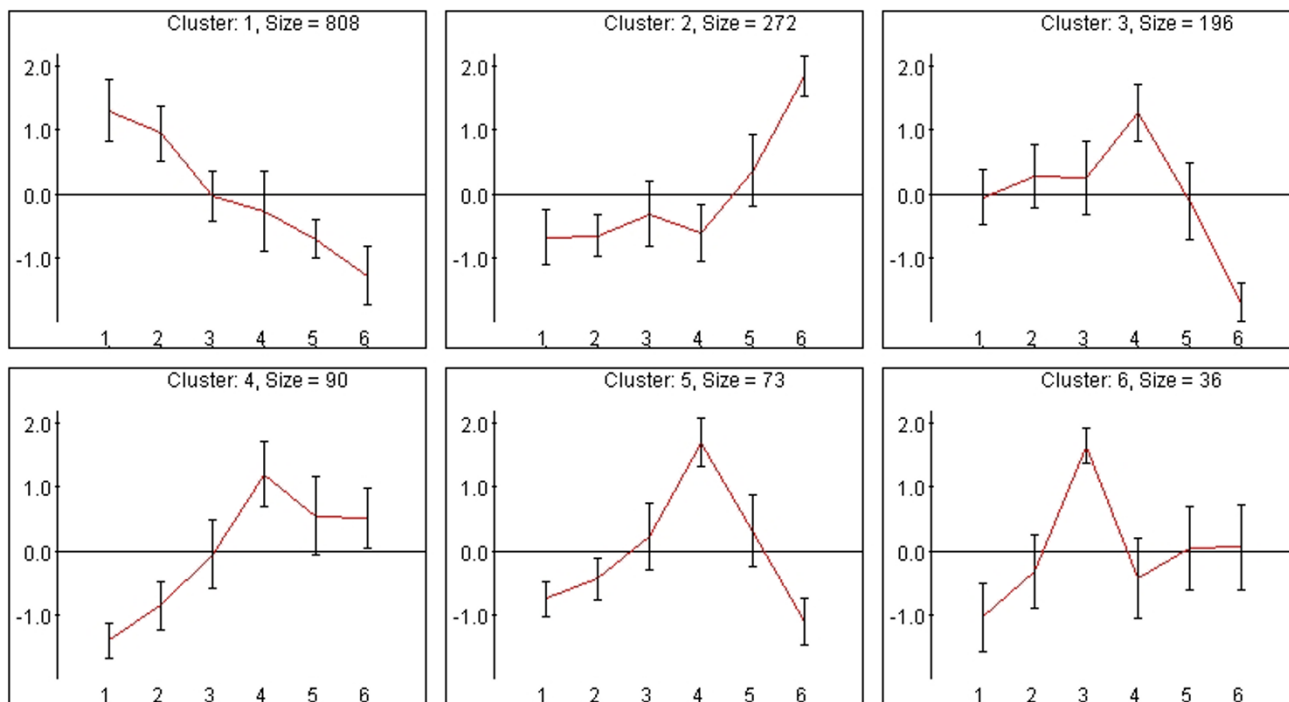 Cluster: 1, Size = 808
2.0
1.0
0.0
-1.0
1 2 3 4 5 6
Cluster: 2, Size = 272
2.0
1.0
0.0
-1.0
1 2 3 4 5 6
Cluster: 3, Size = 196
2.0
1.0
0.0
-1.0
1 2 3 4 5 6
Cluster: 4, Size = 90
2.0
1.0
0.0
-1.0
1 2 3 4 5 6
Cluster: 5, Size = 73
2.0
1.0
0.0
-1.0
1 2 3 4 5 6
Cluster: 6, Size = 36
2.0
1.0
0.0
-1.0
1 2 3 4 5 6